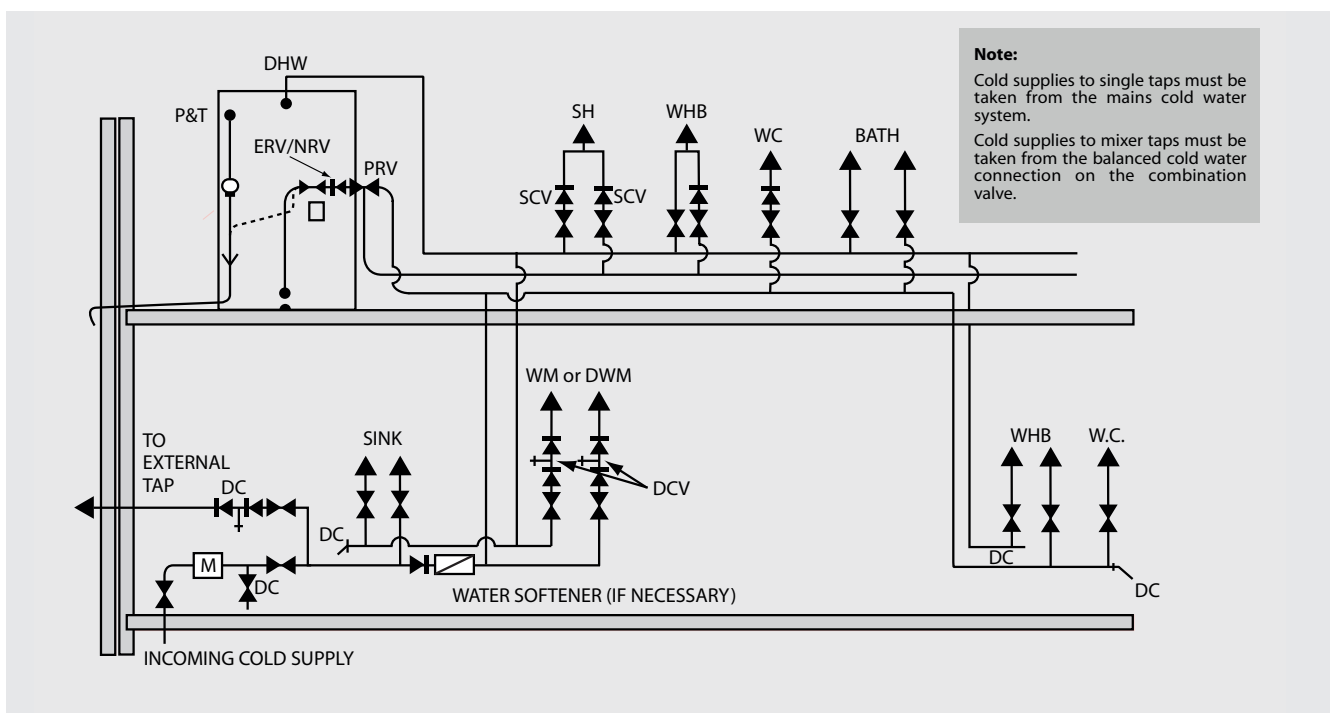 Note:
Cold supplies to single taps must be
taken from the mains cold water
system.
Cold supplies to mixer taps must be
taken from the balanced cold water
connection on the combination
valve.
DHW
P&T
ERV/NRV
PRV
SH
WHB
WC
BATH
SCV
SCV
WM or DWM
SINK
TO
EXTERNAL
TAP
DC
DCV
WHB
W.C.
DC
M
DC
DC
DC
WATER SOFTENER (IF NECESSARY)
INCOMING COLD SUPPLY